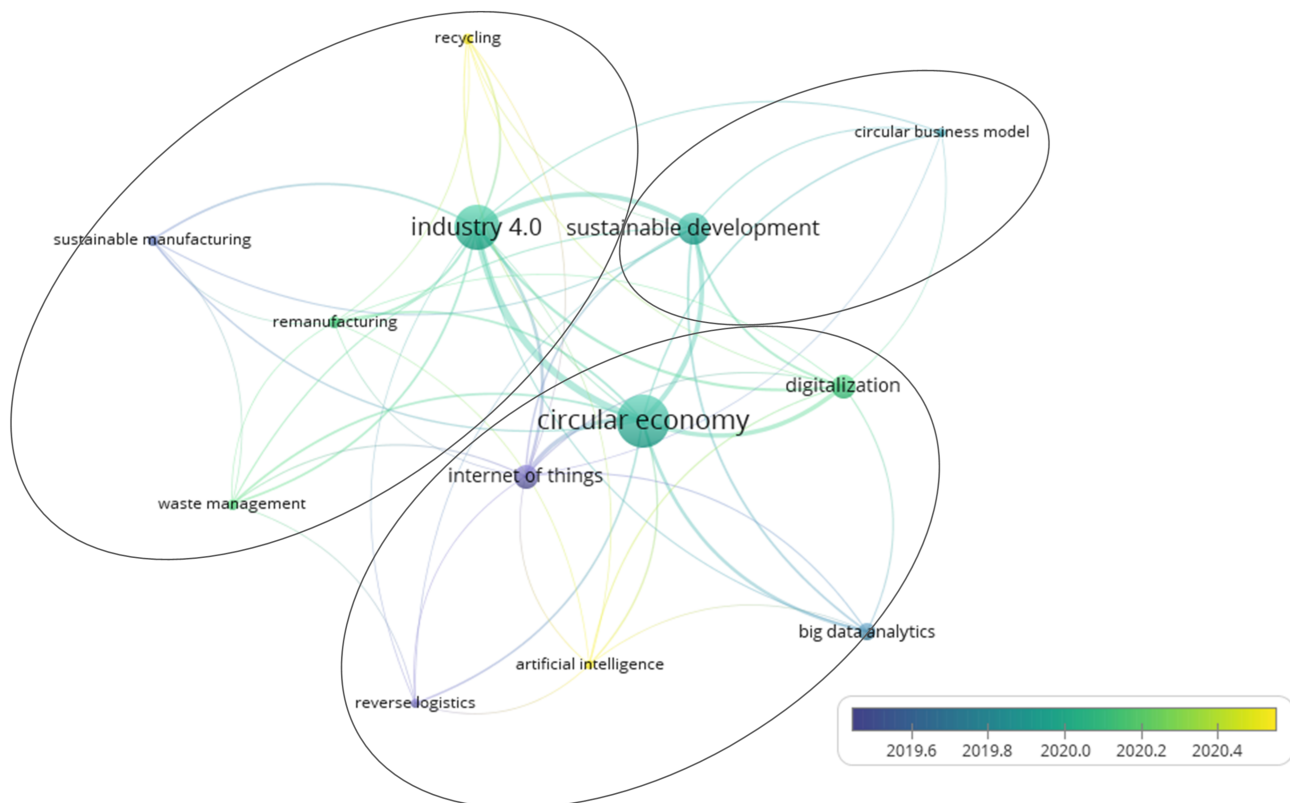 recycling
circular business model
industry 4.0
sustainable development
sustainable manufacturing
remanufacturing
digitalization
circular economy
internet of things
waste management
big data analytics
artificial intelligence
reverse logistics
2019.6 2019.8 2020.0 2020.2 2020.4